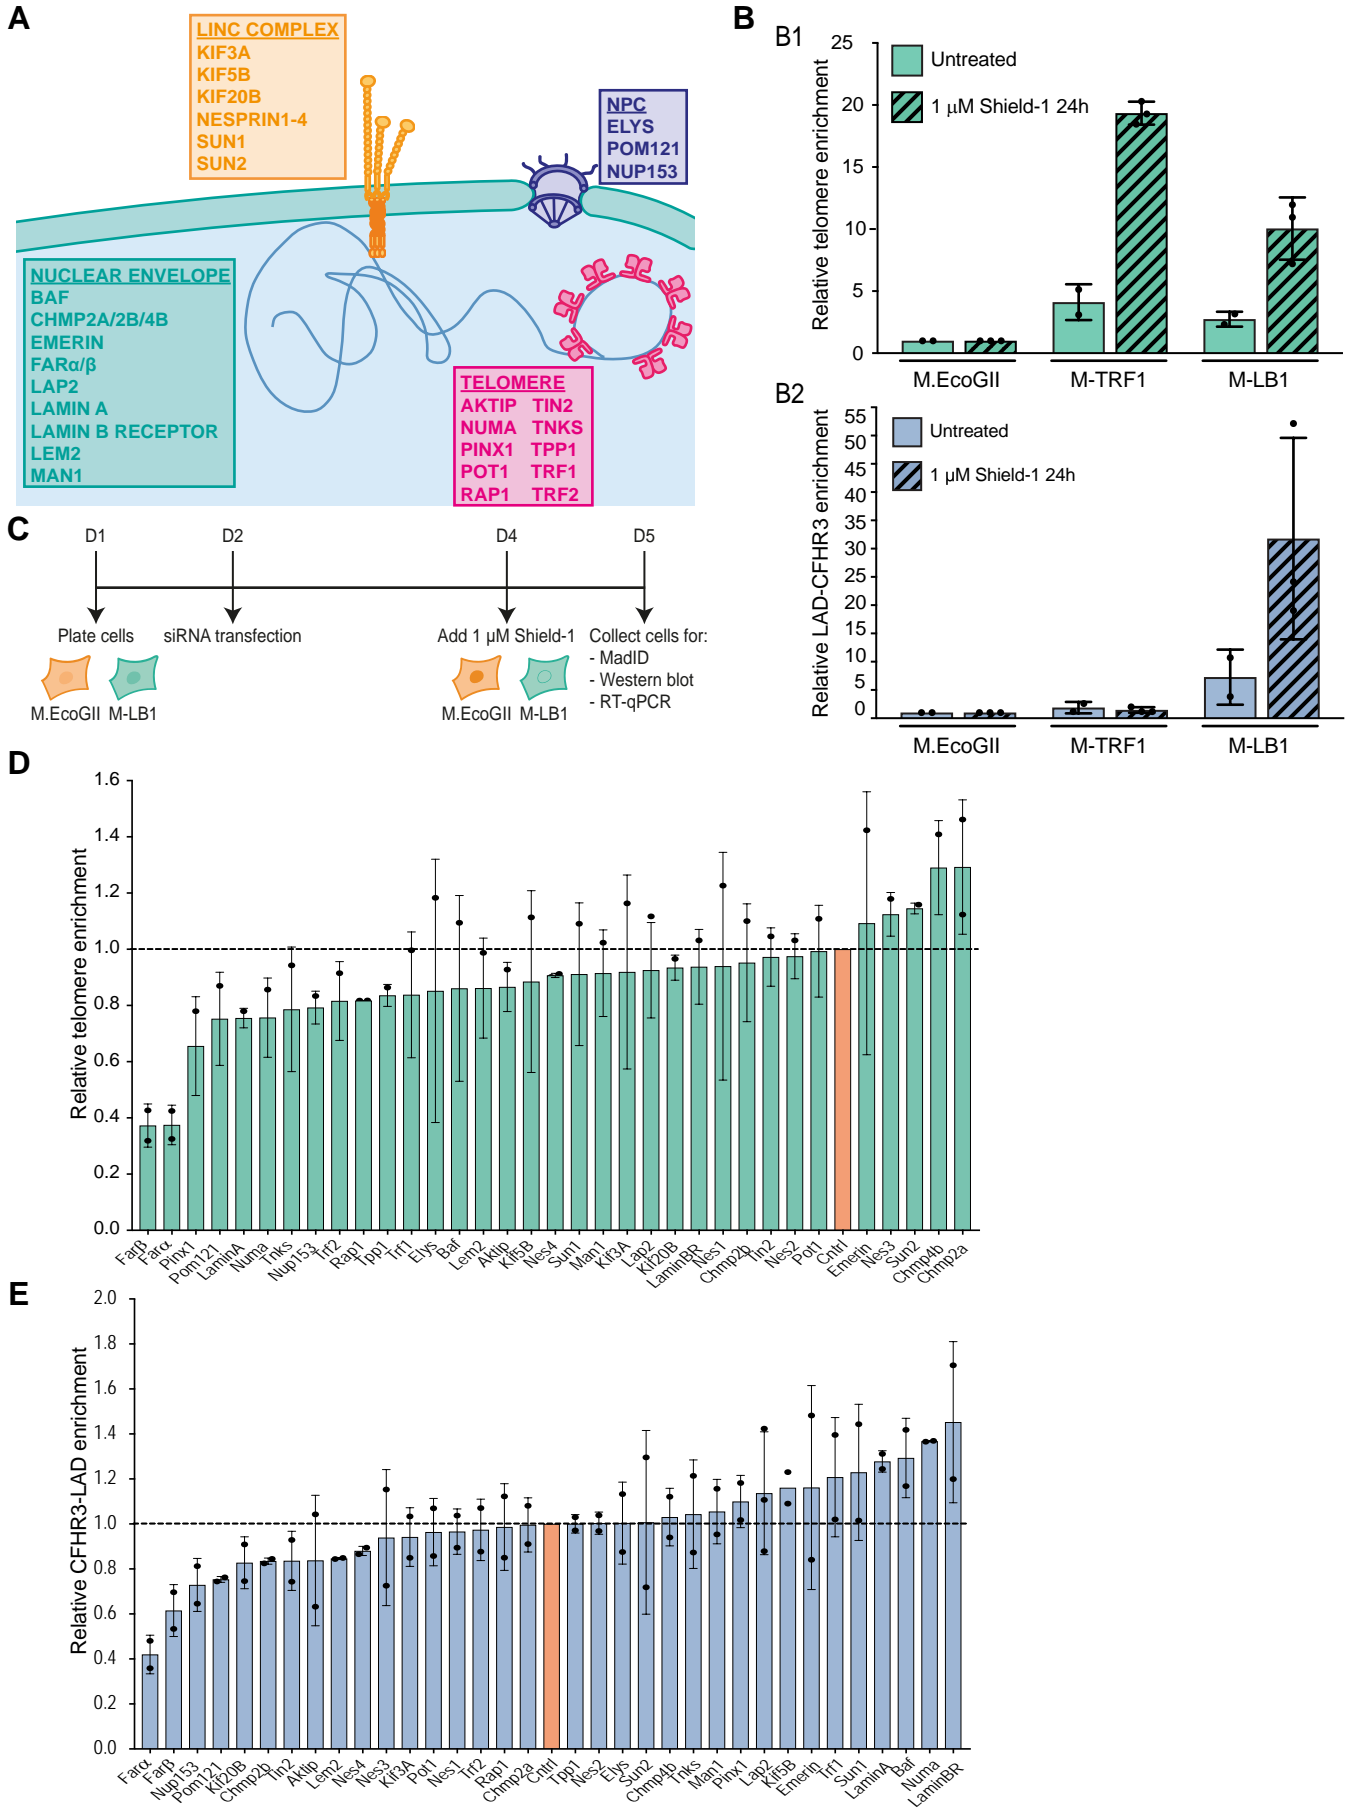 A
LINC COMPLEX
KIF3A
KIF5B
KIF20B
NESPRIN1-4
SUN1
SUN2
NPC
ELYS
POM121
NUP153
NUCLEAR ENVELOPE
BAF
CHMP2A/2B/4B
EMERIN
FARα/β
LAP2
LAMIN A
LAMIN B RECEPTOR
LEM2
MAN1
TELOMERE
AKTIP TIN2
NUMA TNKS
PINX1 TPP1
POT1 TRF1
RAP1 TRF2
B
B1
Relative telomere enrichment
25
20
15
10
5
0
Untreated
1 µM Shield-1 24h
M.EcoGII M-TRF1 M-LB1
B2
Relative LAD-CFHR3 enrichment
55
50
45
40
35
30
25
20
15
10
5
0
Untreated
1 µM Shield-1 24h
M.EcoGII M-TRF1 M-LB1
C
D1 D2 D4 D5
Plate cells siRNA transfection Add 1 µM Shield-1 Collect cells for:
- MadID
- Western blot
- RT-qPCR
M.EcoGII M-LB1 M.EcoGII M-LB1
D
Relative telomere enrichment
1.6
1.4
1.2
1.0
0.8
0.6
0.4
0.2
0.0
Farβ Farα Pinx1 Pom121 LaminA Numa Tnks Nup153 Trf2 Rap1 Tpp1 Trf1 Elys Baf Lem2 Aktip Kif5B Nes4 Sun1 Man1 Kif3A Lap2 Kif20B LaminBR Nes1 Chmp2b Tin2 Nes2 Pot1 Cntrl Emerin Nes3 Sun2 Chmp4b Chmp2a
E
Relative CFHR3-LAD enrichment
2.0
1.8
1.6
1.4
1.2
1.0
0.8
0.6
0.4
0.2
0.0
Farα Farβ Nup153 Pom121 Kif20B Chmp2b Tin2 Aktip Lem2 Nes4 Nes3 Kif3A Pot1 Nes1 Trf2 Rap1 Chmp2a Cntrl Tpp1 Nes2 Elys Sun2 Chmp4b Tnks Man1 Pinx1 Lap2 Kif5B Emerin Trf1 Sun1 LaminA Baf Numa LaminBR